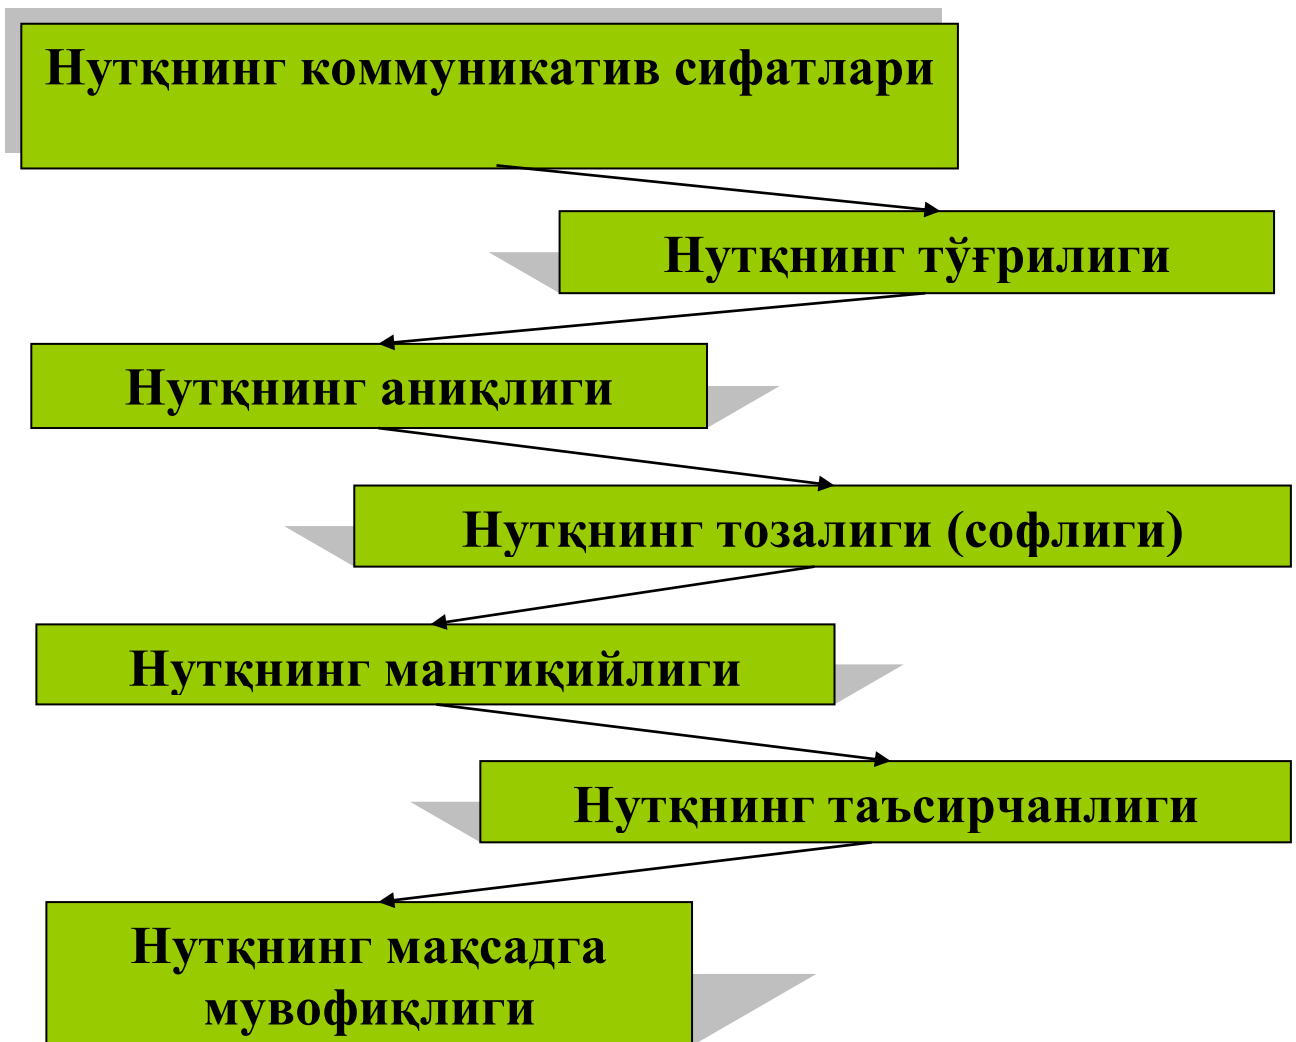 Нутқнинг коммуникатив сифатлари
Нутқнинг тўғрилиги
Нутқнинг аниқлиги
Нутқнинг тозалиги (софлиги)
Нутқнинг мантиқийлиги
Нутқнинг таъсирчанлиги
Нутқнинг мақсадга
мувофиқлиги